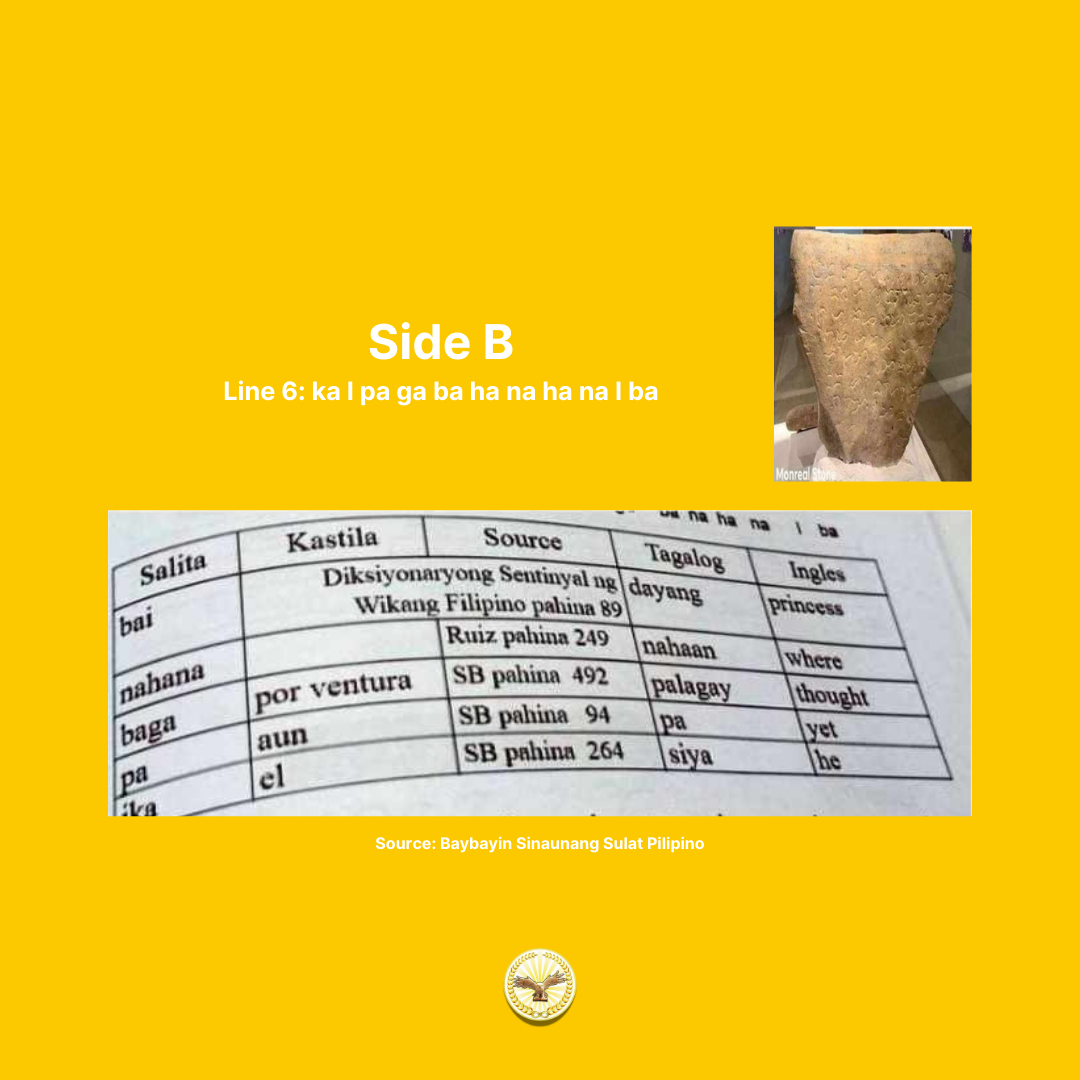 Side B
Line 6: ka I pa ga ba ha na ha na I ba
Monreal Stone
ba na ha na I ba
Salita Kastila Source Tagalog Ingles
bai Diksiyonaryong Sentinyal ng Wikang Filipino pahina 89 dayang princess
nahana Ruiz pahina 249 nahaan where
baga por ventura SB pahina 492 palagay thought
pa aun SB pahina 94 pa yet
ika el SB pahina 264 siya he
Source: Baybayin Sinaunang Sulat Pilipino